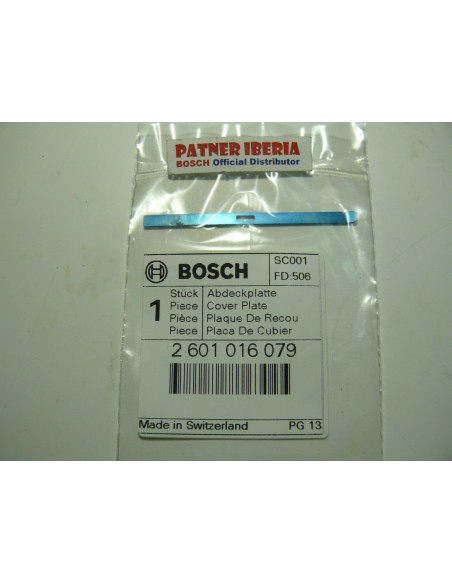 PATNER IBERIA
BOSCH Official Distributor
BOSCH
SC001
FD:506
1
Stück Abdeckplatte
Piece Cover Plate
Pièce Plaque De Recou
Piece Placa De Cubier
2 601 016 079
Made in Switzerland PG 13